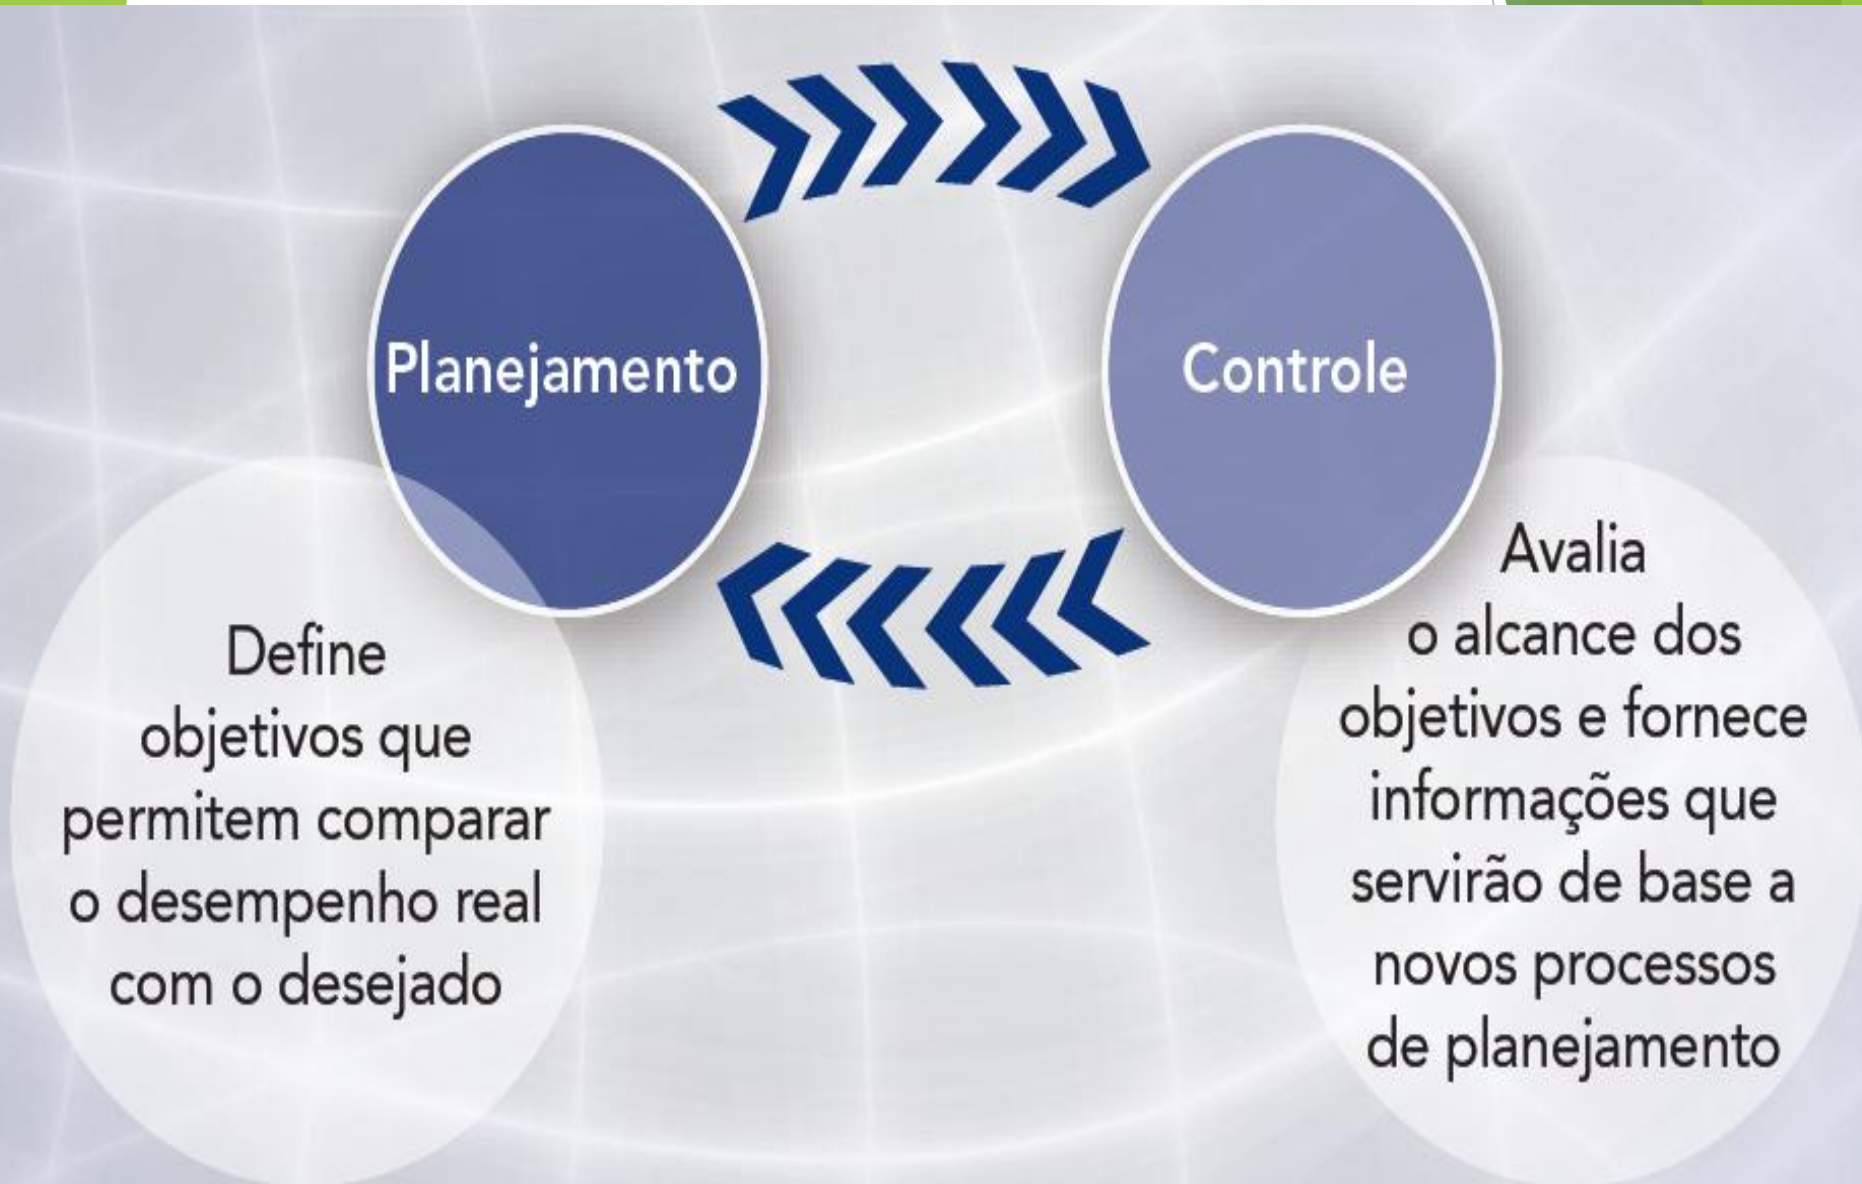 Planejamento
Controle
Define
objetivos que
permitem comparar
o desempenho real
com o desejado
Avalia
o alcance dos
objetivos e fornece
informações que
servirão de base a
novos processos
de planejamento